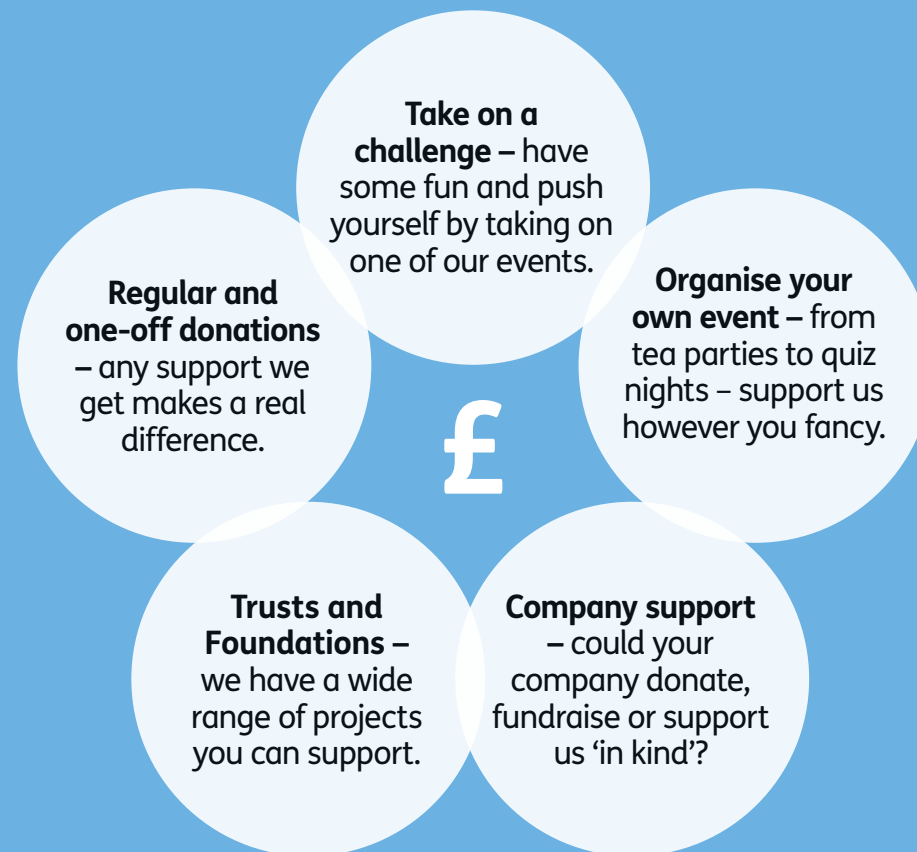 Take on a
challenge – have
some fun and push
yourself by taking on
one of our events.
Regular and
one-off donations
– any support we
get makes a real
difference.
Organise your
own event – from
tea parties to quiz
nights – support us
however you fancy.
£
Trusts and
Foundations –
we have a wide
range of projects
you can support.
Company support
– could your
company donate,
fundraise or support
us ‘in kind’?